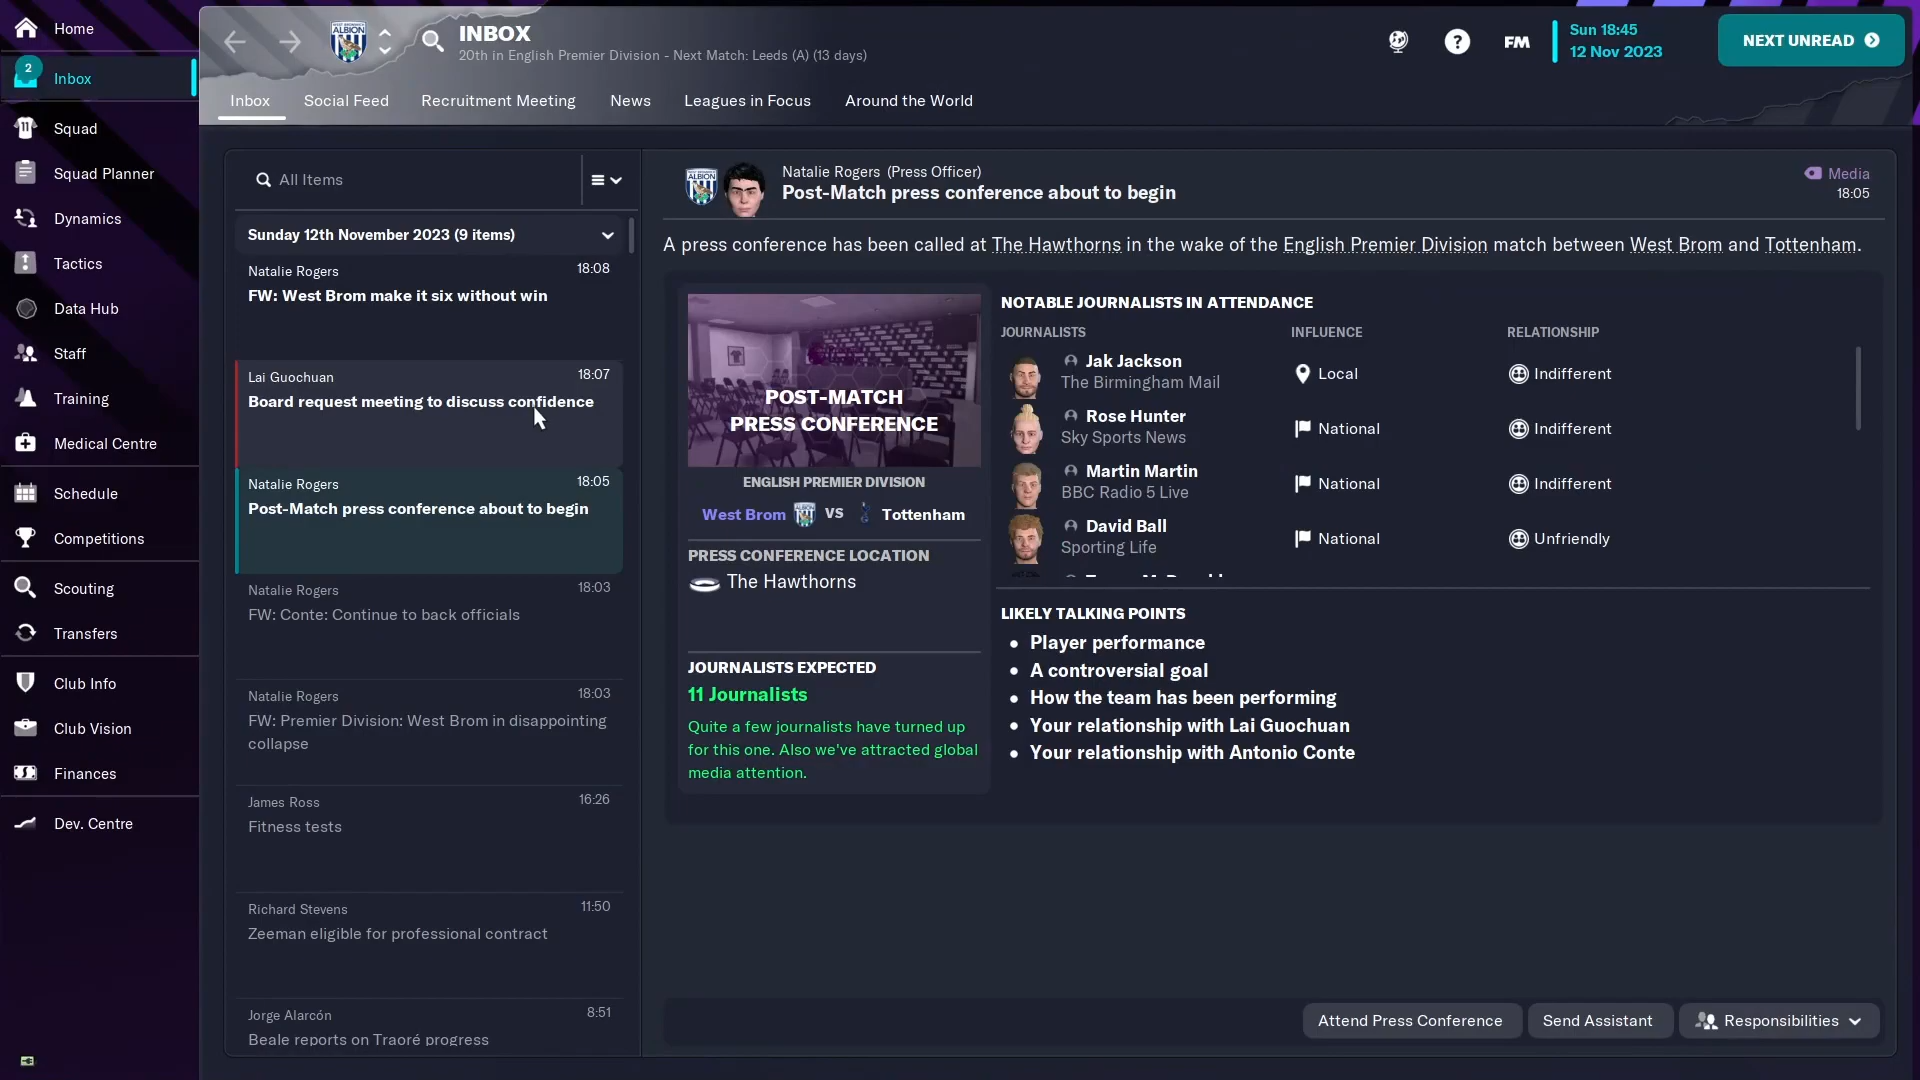 Home
2
Inbox
11
Squad
Squad Planner
Dynamics
Tactics
Data Hub
Staff
Training
Medical Centre
Schedule
Competitions
Scouting
Transfers
Club Info
Club Vision
Finances
Dev. Centre
ALBION
INBOX
20th in English Premier Division - Next Match: Leeds (A) (13 days)
?
FM
Sun 18:45
12 Nov 2023
NEXT UNREAD
Inbox
Social Feed
Recruitment Meeting
News
Leagues in Focus
Around the World
All Items
Sunday 12th November 2023 (9 items)
Natalie Rogers 18:08
FW: West Brom make it six without win
Lai Guochuan 18:07
Board request meeting to discuss confidence
Natalie Rogers 18:05
Post-Match press conference about to begin
Natalie Rogers 18:03
FW: Conte: Continue to back officials
Natalie Rogers 18:03
FW: Premier Division: West Brom in disappointing
collapse
James Ross 16:26
Fitness tests
Richard Stevens 11:50
Zeeman eligible for professional contract
Jorge Alarcón 8:51
Beale reports on Traoré progress
ALBION
Natalie Rogers (Press Officer)
Post-Match press conference about to begin
Media
18:05
A press conference has been called at The Hawthorns in the wake of the English Premier Division match between West Brom and Tottenham.
POST-MATCH
PRESS CONFERENCE
ENGLISH PREMIER DIVISION
West Brom VS Tottenham
PRESS CONFERENCE LOCATION
The Hawthorns
JOURNALISTS EXPECTED
11 Journalists
Quite a few journalists have turned up
for this one. Also we've attracted global
media attention.
NOTABLE JOURNALISTS IN ATTENDANCE
JOURNALISTS INFLUENCE RELATIONSHIP
Jak Jackson
The Birmingham Mail
Local
Indifferent
Rose Hunter
Sky Sports News
National
Indifferent
Martin Martin
BBC Radio 5 Live
National
Indifferent
David Ball
Sporting Life
National
Unfriendly
LIKELY TALKING POINTS
• Player performance
• A controversial goal
• How the team has been performing
• Your relationship with Lai Guochuan
• Your relationship with Antonio Conte
Attend Press Conference
Send Assistant
Responsibilities